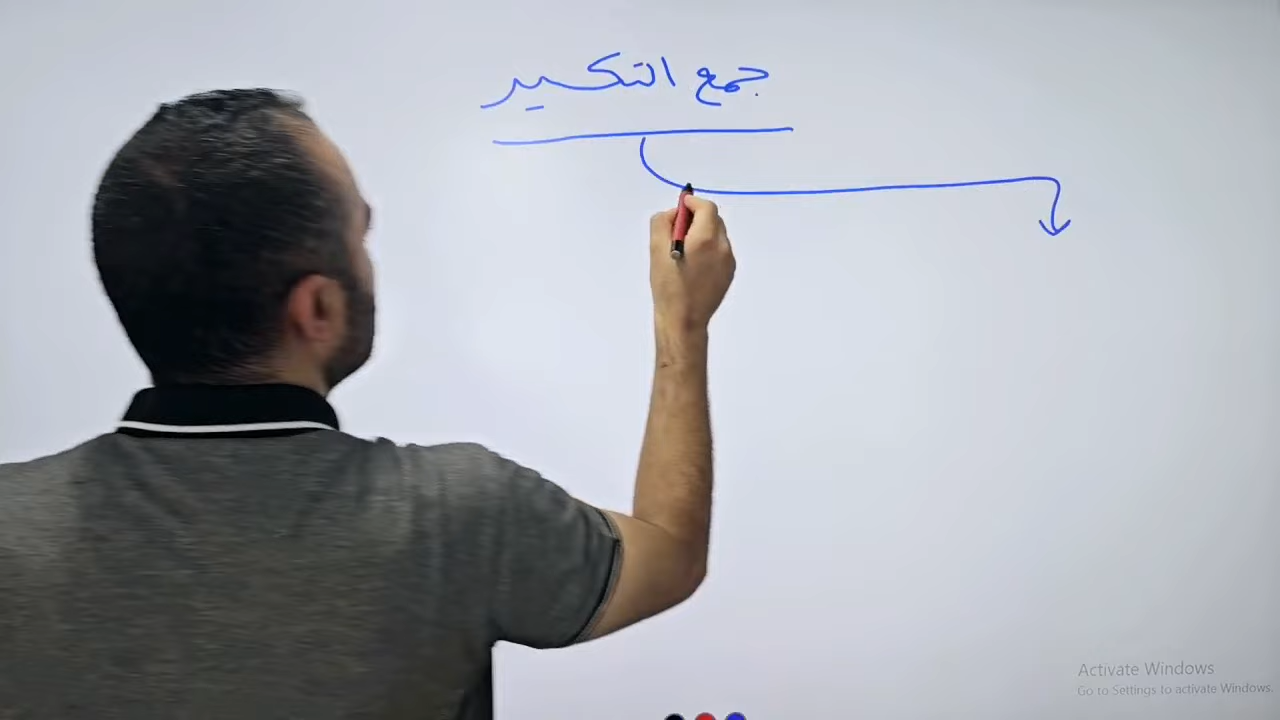 جمع التكسير
Activate Windows
Go to Settings to activate Windows.